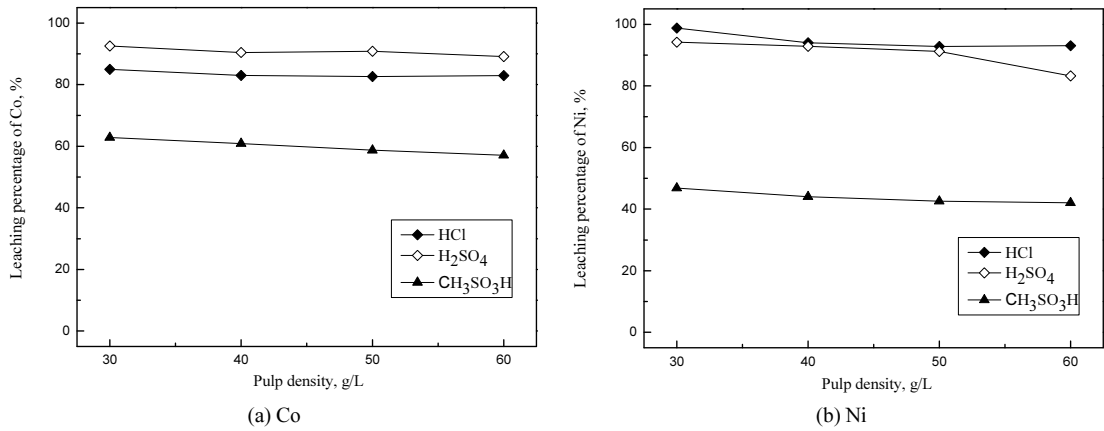 100
80
60
40
20
0
Leaching percentage of Co, %
HCl
H2SO4
CH3SO3H
30 40 50 60
Pulp density, g/L
(a) Co
100
80
60
40
20
0
Leaching percentage of Ni, %
HCl
H2SO4
CH3SO3H
30 40 50 60
Pulp density, g/L
(b) Ni